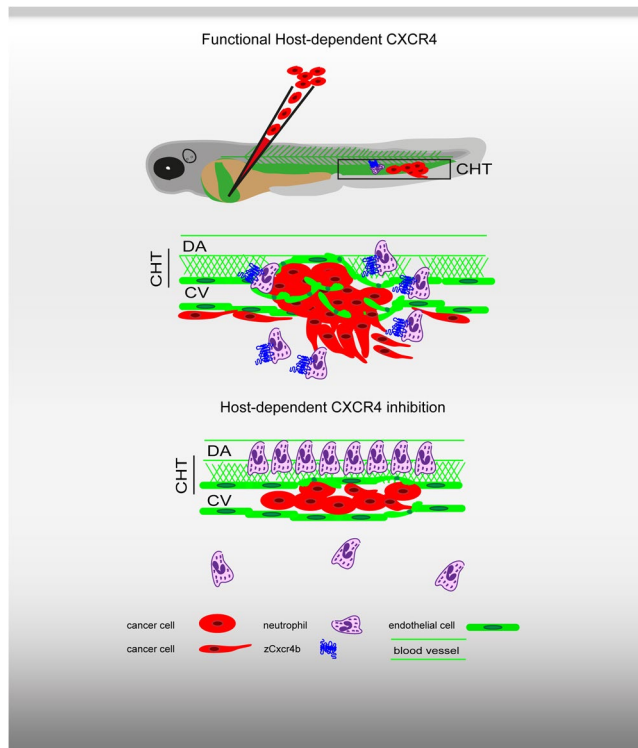 Functional Host-dependent CXCR4
CHT
DA
CHT
CV
Host-dependent CXCR4 inhibition
DA
CHT
CV
cancer cell neutrophil endothelial cell
cancer cell zCxcr4b blood vessel